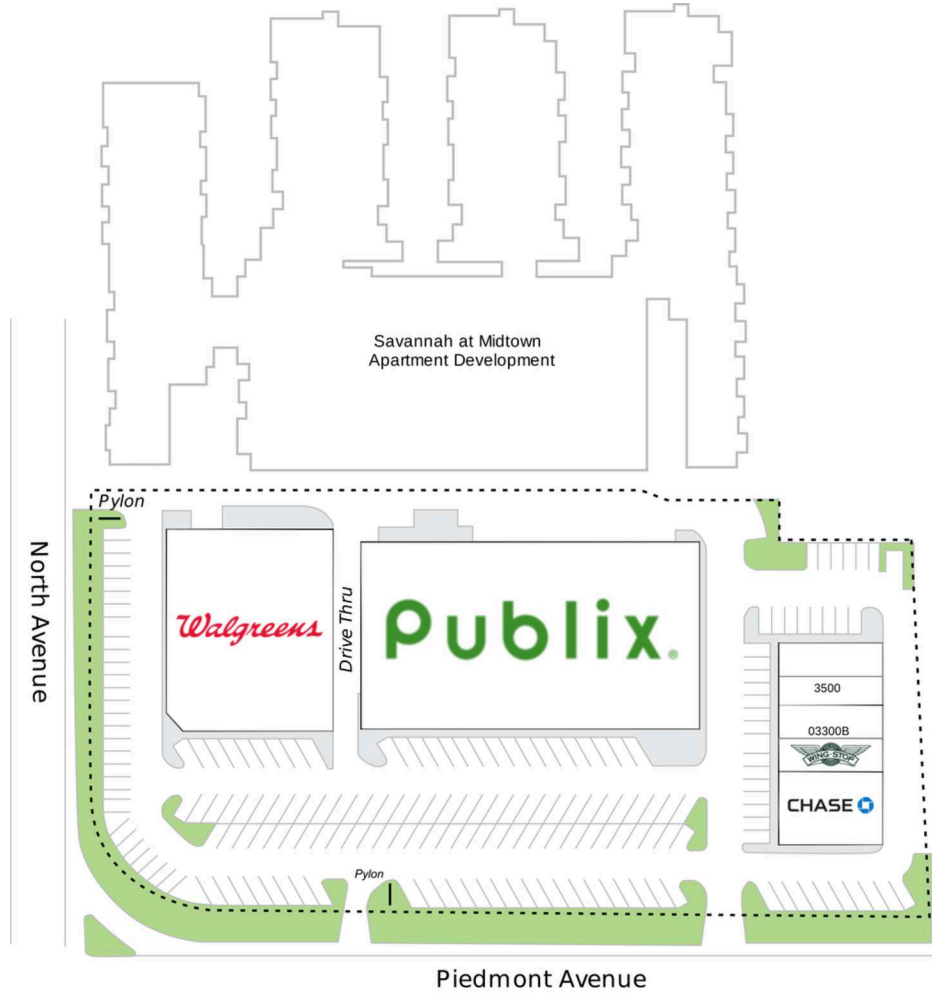 Savannah at Midtown
Apartment Development
Pylon
North Avenue
Walgreens
Drive Thru
Publix®
3500
03300B
WING·STOP
CHASE
Pylon
Piedmont Avenue